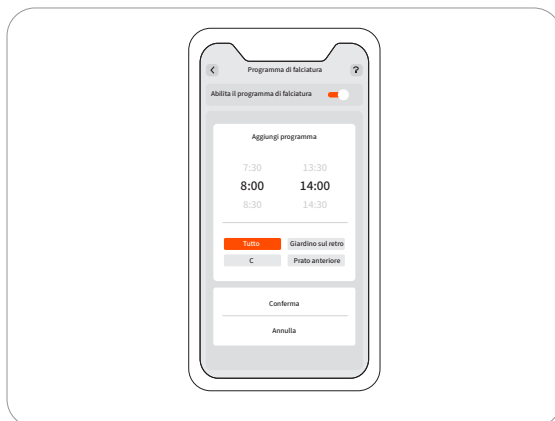 Programma di falciatura ?
Abilita il programma di falciatura
Aggiungi programma
7:30 13:30
8:00 14:00
8:30 14:30
Tutto Giardino sul retro
C Prato anteriore
Conferma
Annulla